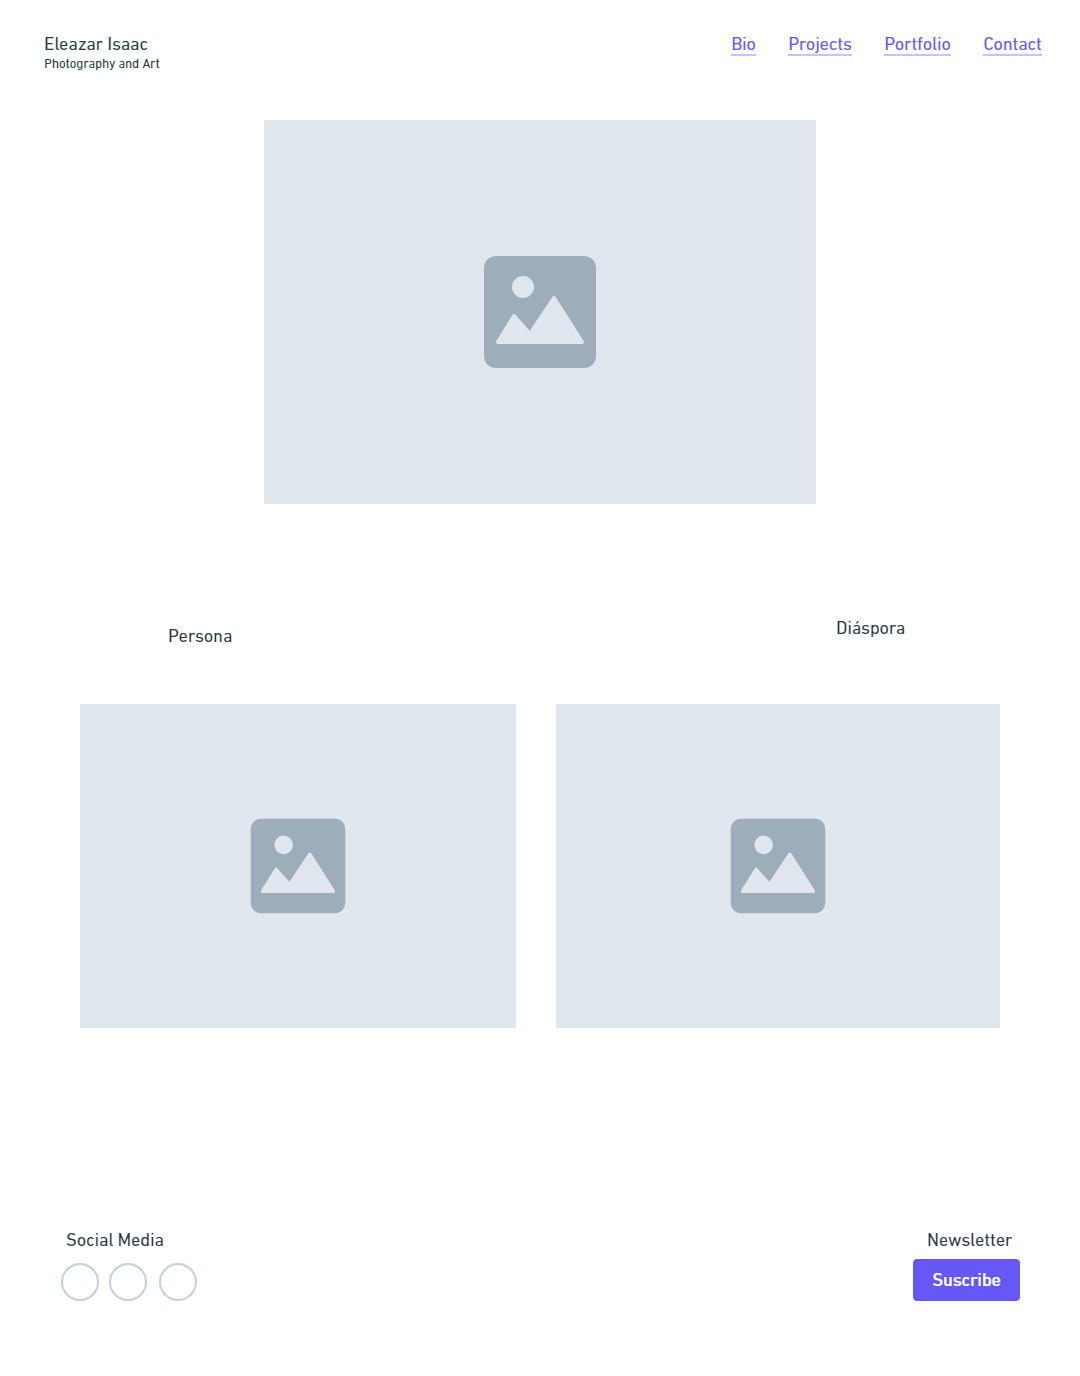 Eleazar Isaac
Photography and Art
Bio Projects Portfolio Contact
Persona
Diáspora
Social Media
Newsletter
Suscribe